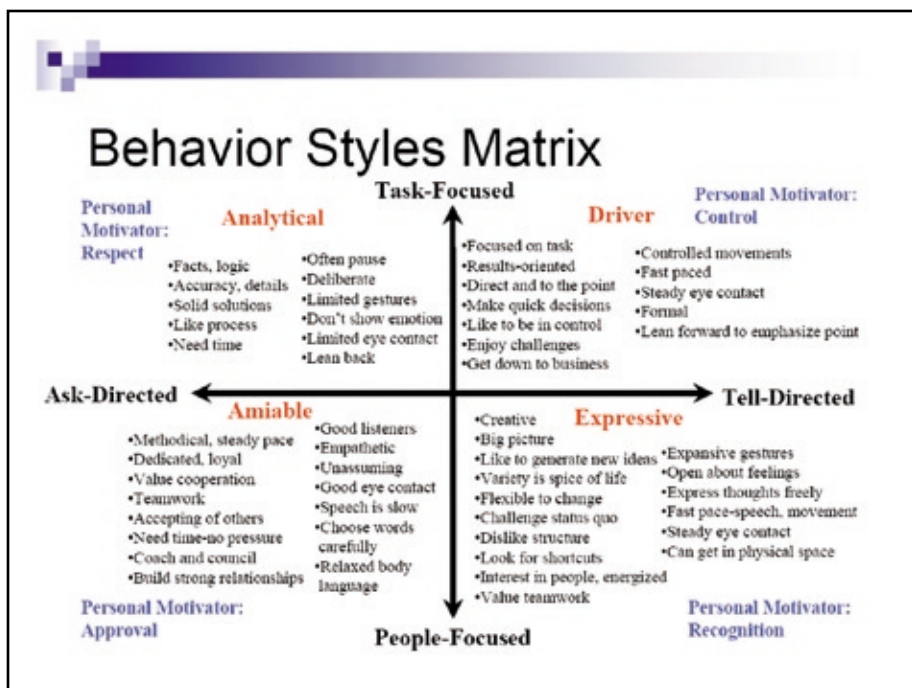 Behavior Styles Matrix
Task-Focused
Personal
Motivator:
Respect
Analytical
•Facts, logic
•Accuracy, details
•Solid solutions
•Like process
•Need time
•Often pause
•Deliberate
•Limited gestures
•Don't show emotion
•Limited eye contact
•Lean back
Driver
Personal Motivator:
Control
•Focused on task
•Results-oriented
•Direct and to the point
•Make quick decisions
•Like to be in control
•Enjoy challenges
•Get down to business
•Controlled movements
•Fast paced
•Steady eye contact
•Formal
•Lean forward to emphasize point
Ask-Directed
Tell-Directed
Amiable
•Methodical, steady pace
•Dedicated, loyal
•Value cooperation
•Teamwork
•Accepting of others
•Need time-no pressure
•Coach and council
•Build strong relationships
•Good listeners
•Empathetic
•Unassuming
•Good eye contact
•Speech is slow
•Choose words
carefully
•Relaxed body
language
Personal Motivator:
Approval
Expressive
•Creative
•Big picture
•Like to generate new ideas
•Variety is spice of life
•Flexible to change
•Challenge status quo
•Dislike structure
•Look for shortcuts
•Interest in people, energized
•Value teamwork
•Expansive gestures
•Open about feelings
•Express thoughts freely
•Fast pace-speech, movement
•Steady eye contact
•Can get in physical space
Personal Motivator:
Recognition
People-Focused